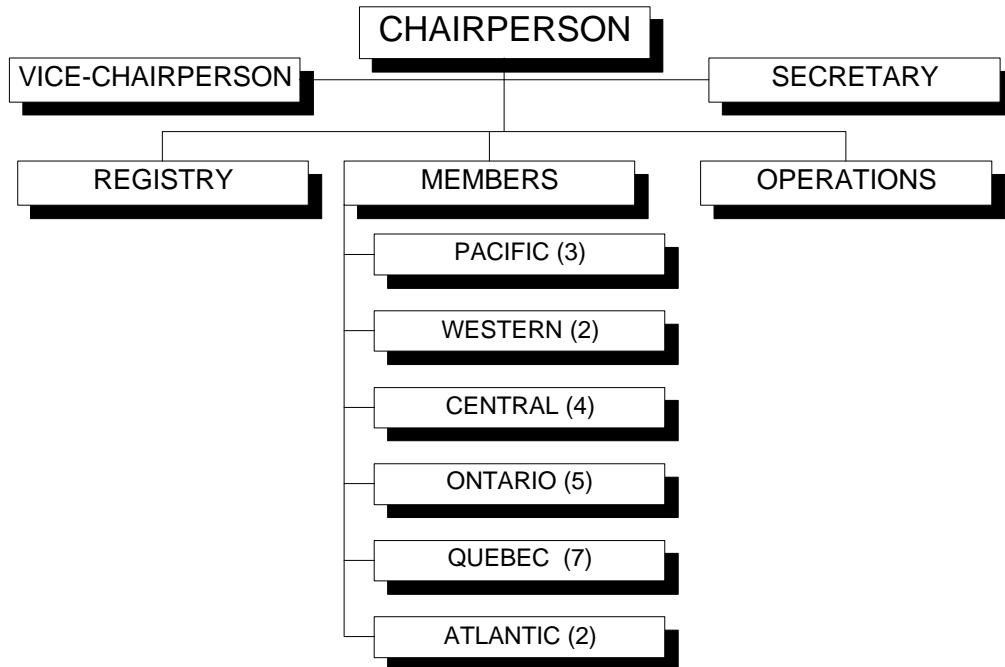 CHAIRPERSON
VICE-CHAIRPERSON
SECRETARY
REGISTRY
MEMBERS
OPERATIONS
PACIFIC (3)
WESTERN (2)
CENTRAL (4)
ONTARIO (5)
QUEBEC (7)
ATLANTIC (2)